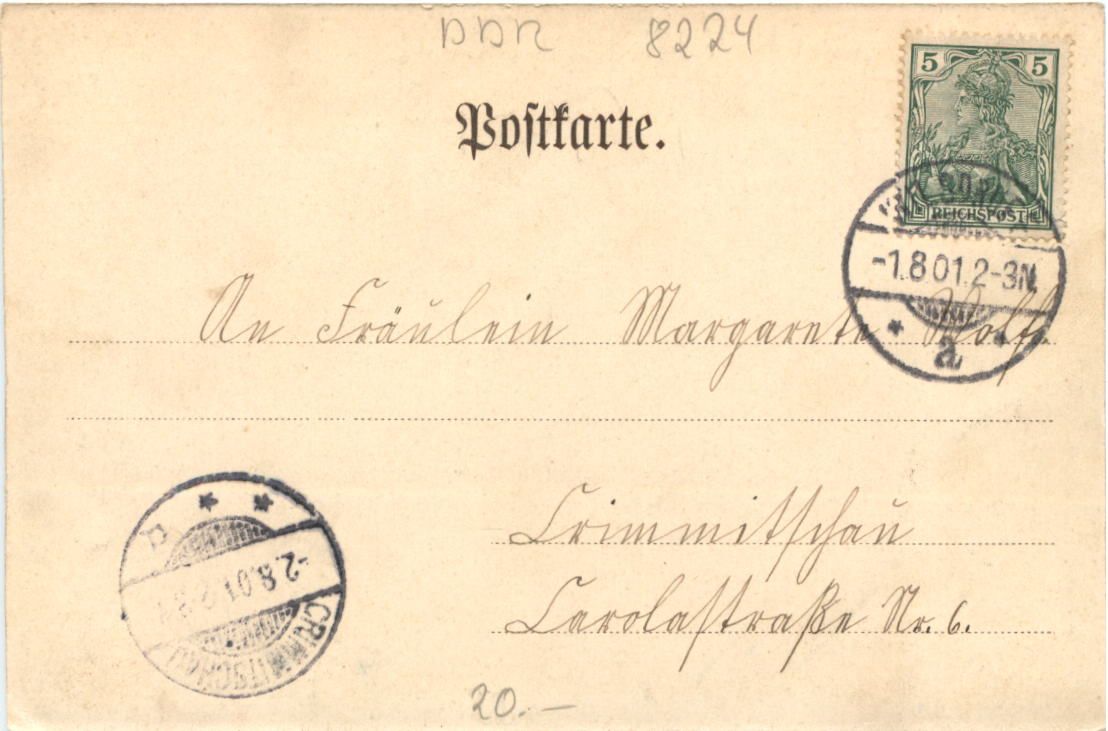 DDR 8224
5 5
Postkarte.
REICHSPOST
-1.8.01.2-3N.
a
An Fräulein Margarete Wolf.
Crimmitschau
Carolastraße Nr. 6.
-2.8.01.
CRIMMITSCHAU
20.—